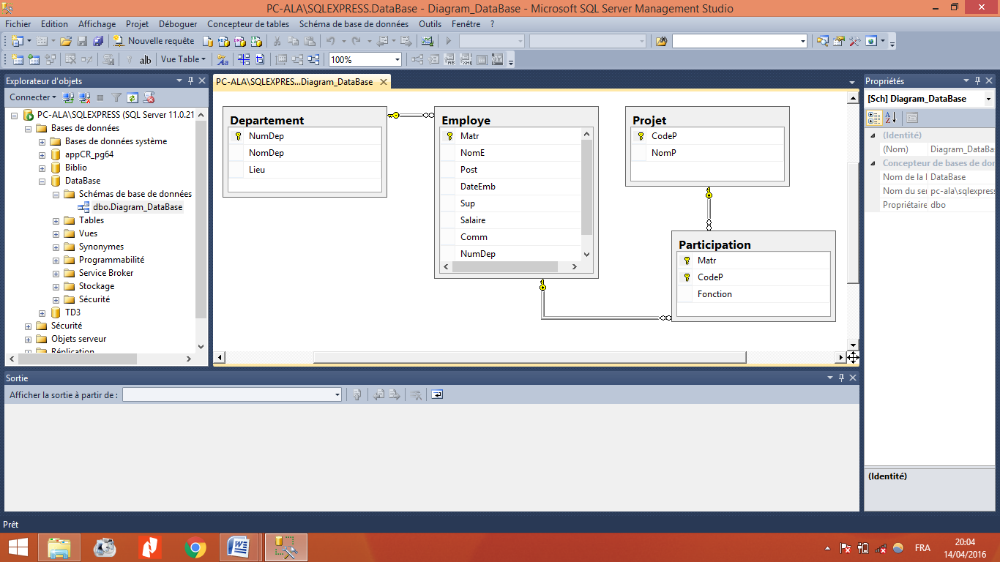 PC-ALA\SQLEXPRESS.DataBase - Diagram_DataBase - Microsoft SQL Server Management Studio
Fichier Edition Affichage Projet Déboguer Concepteur de tables Schéma de base de données Outils Fenêtre ?
Nouvelle requête
Vue Table 100%
Explorateur d'objets
Connecter
PC-ALA\SQLEXPRESS (SQL Server 11.0.21
Bases de données
Bases de données système
appCR_pg64
Biblio
DataBase
Schémas de base de données
dbo.Diagram_DataBase
Tables
Vues
Synonymes
Programmabilité
Service Broker
Stockage
Sécurité
TD3
Sécurité
Objets serveur
Réplication
PC-ALA\SQLEXPRES...Diagram_DataBase
Departement
NumDep
NomDep
Lieu
Employe
Matr
NomE
Post
DateEmb
Sup
Salaire
Comm
NumDep
Projet
CodeP
NomP
Participation
Matr
CodeP
Fonction
Propriétés
[Sch] Diagram_DataBase
(Identité)
(Nom) Diagram_DataBa
Concepteur de bases de don
Nom de la DataBase
Nom du ser pc-ala\sqlexpress
Propriétaire dbo
(Identité)
Sortie
Afficher la sortie à partir de :
Prêt
FRA
20:04
14/04/2016